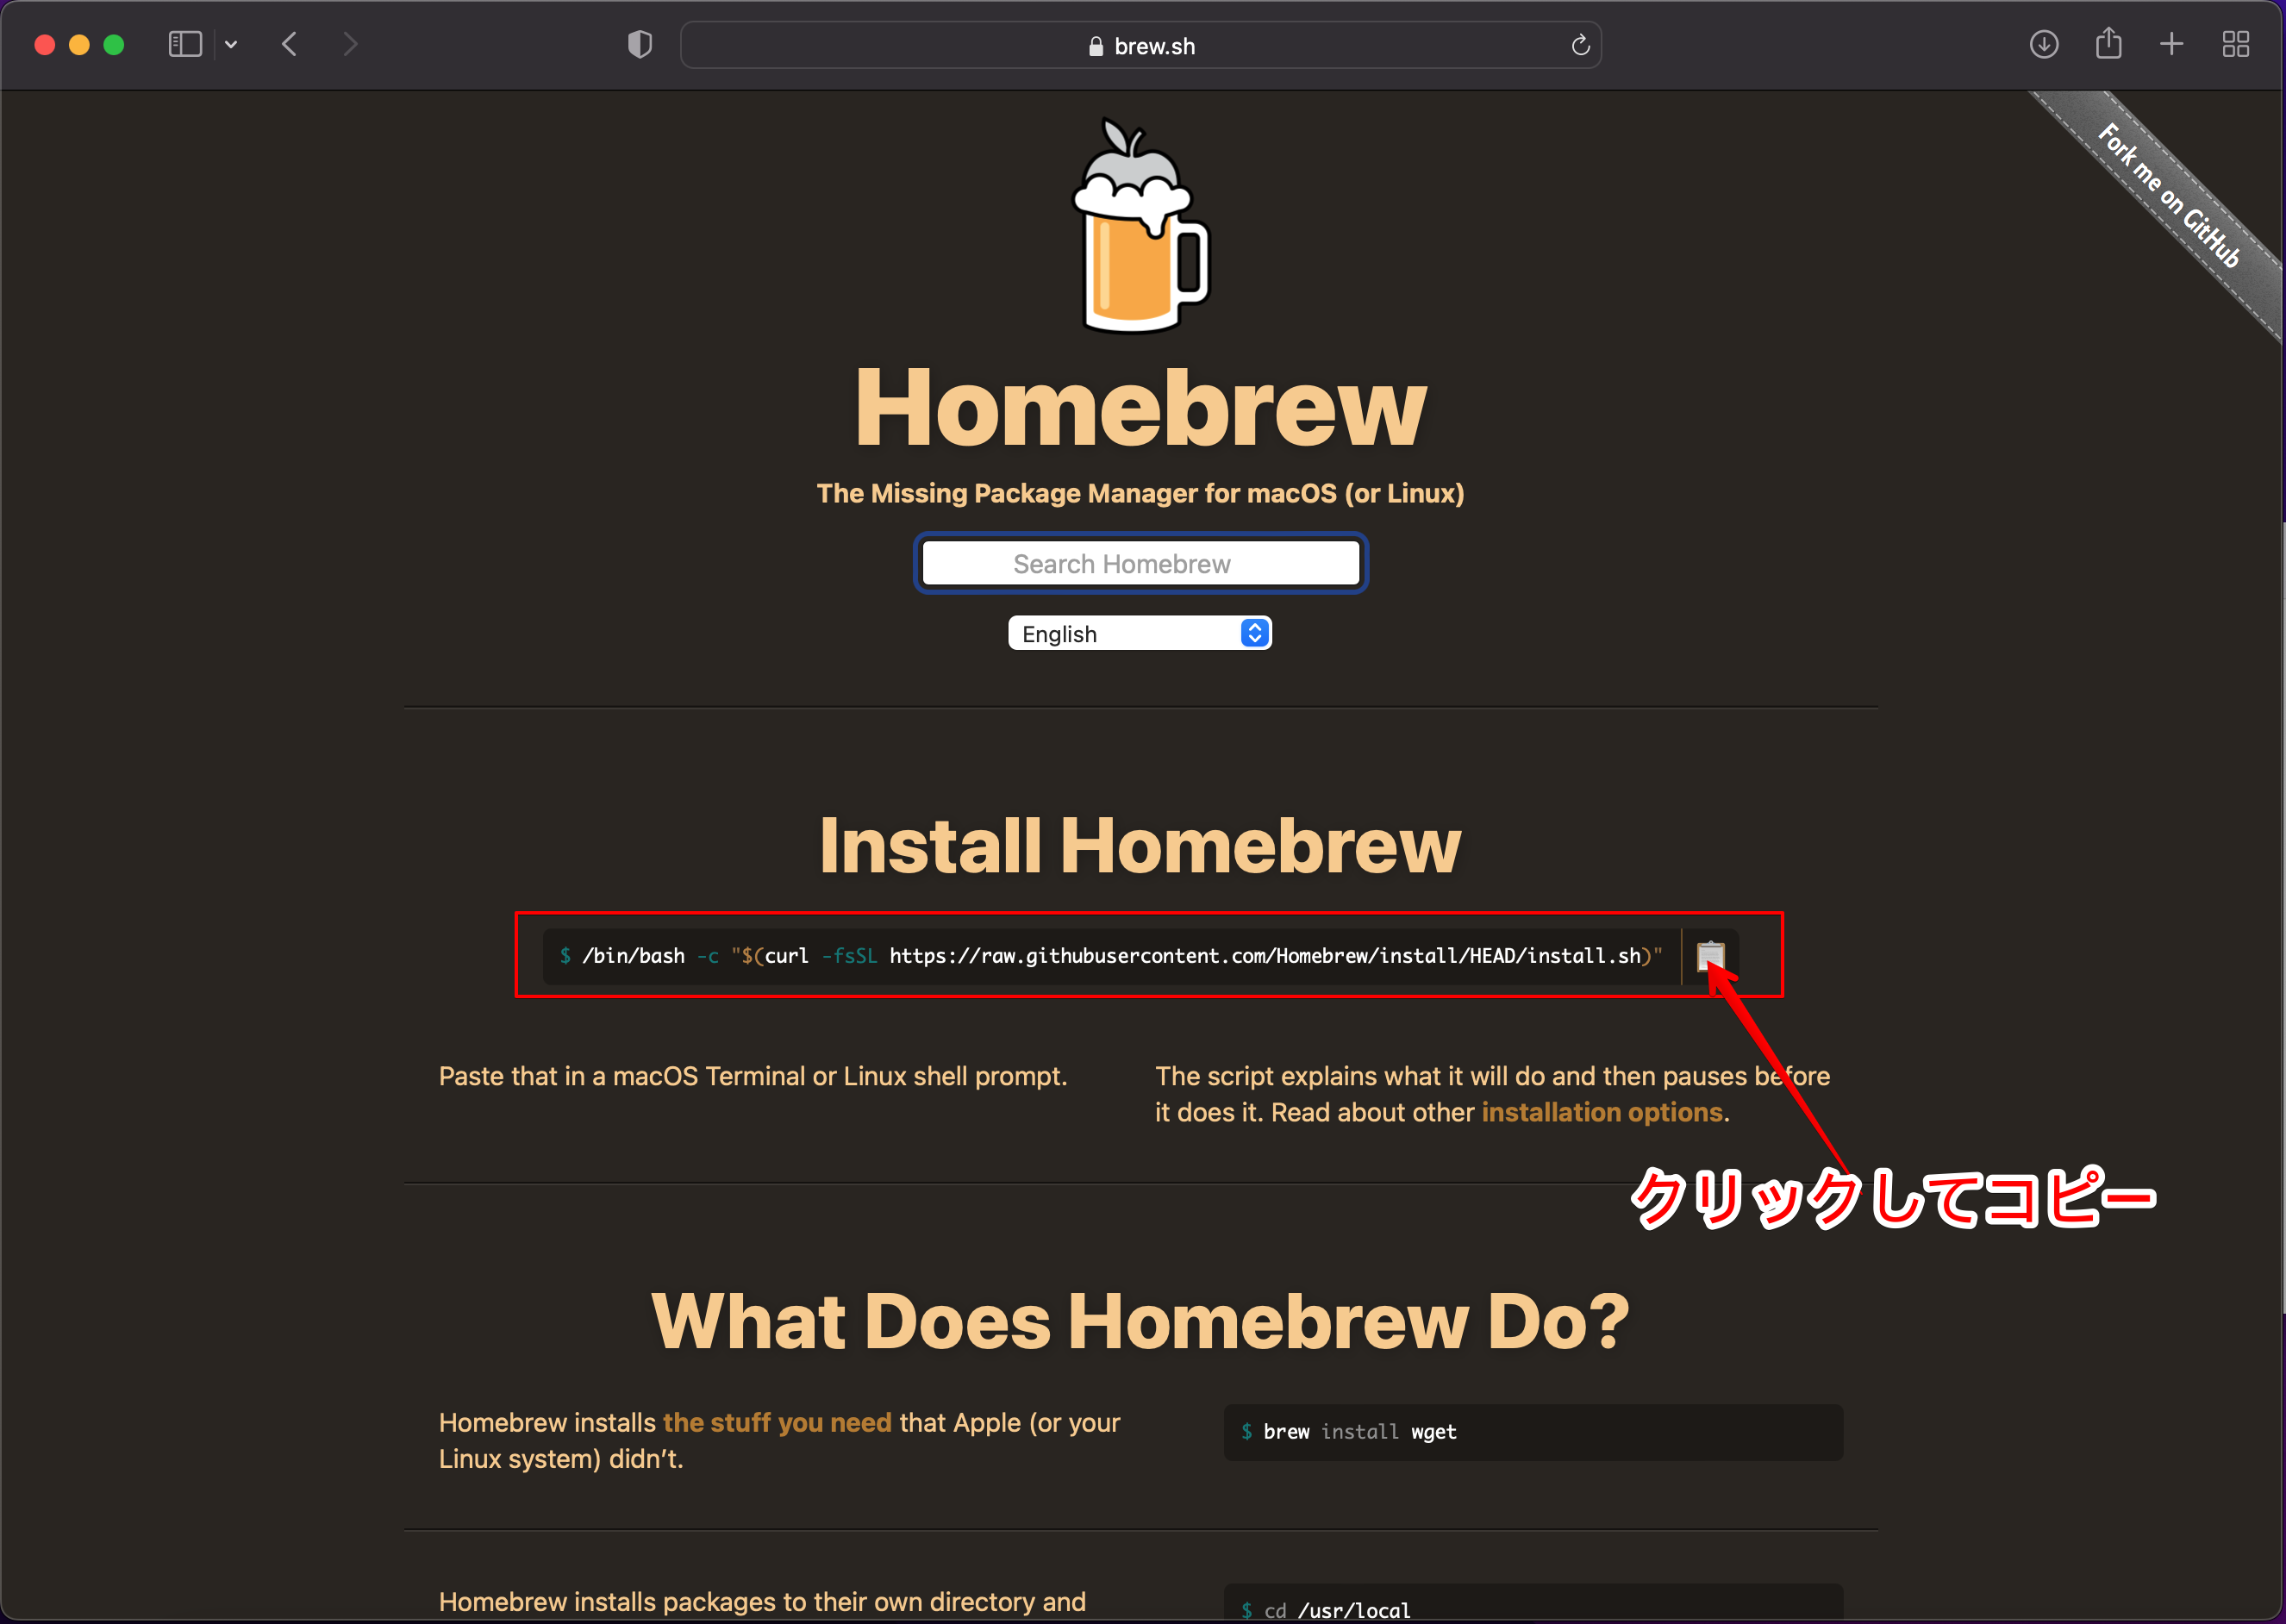 brew.sh
Fork me on GitHub
Homebrew
The Missing Package Manager for macOS (or Linux)
Search Homebrew
English
Install Homebrew
$ /bin/bash -c "$(curl -fsSL https://raw.githubusercontent.com/Homebrew/install/HEAD/install.sh)"
Paste that in a macOS Terminal or Linux shell prompt.
The script explains what it will do and then pauses before
it does it. Read about other installation options.
クリックしてコピー
What Does Homebrew Do?
Homebrew installs the stuff you need that Apple (or your
Linux system) didn’t.
$ brew install wget
Homebrew installs packages to their own directory and
$ cd /usr/local